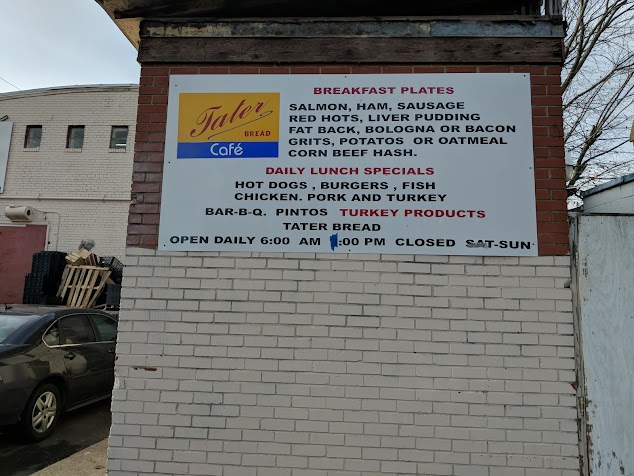 Tater
BREAD
Café
BREAKFAST PLATES
SALMON, HAM, SAUSAGE
RED HOTS, LIVER PUDDING
FAT BACK, BOLOGNA OR BACON
GRITS, POTATOS OR OATMEAL
CORN BEEF HASH.
DAILY LUNCH SPECIALS
HOT DOGS , BURGERS , FISH
CHICKEN. PORK AND TURKEY
BAR-B-Q. PINTOS TURKEY PRODUCTS
TATER BREAD
OPEN DAILY 6:00 AM :00 PM CLOSED SAT-SUN